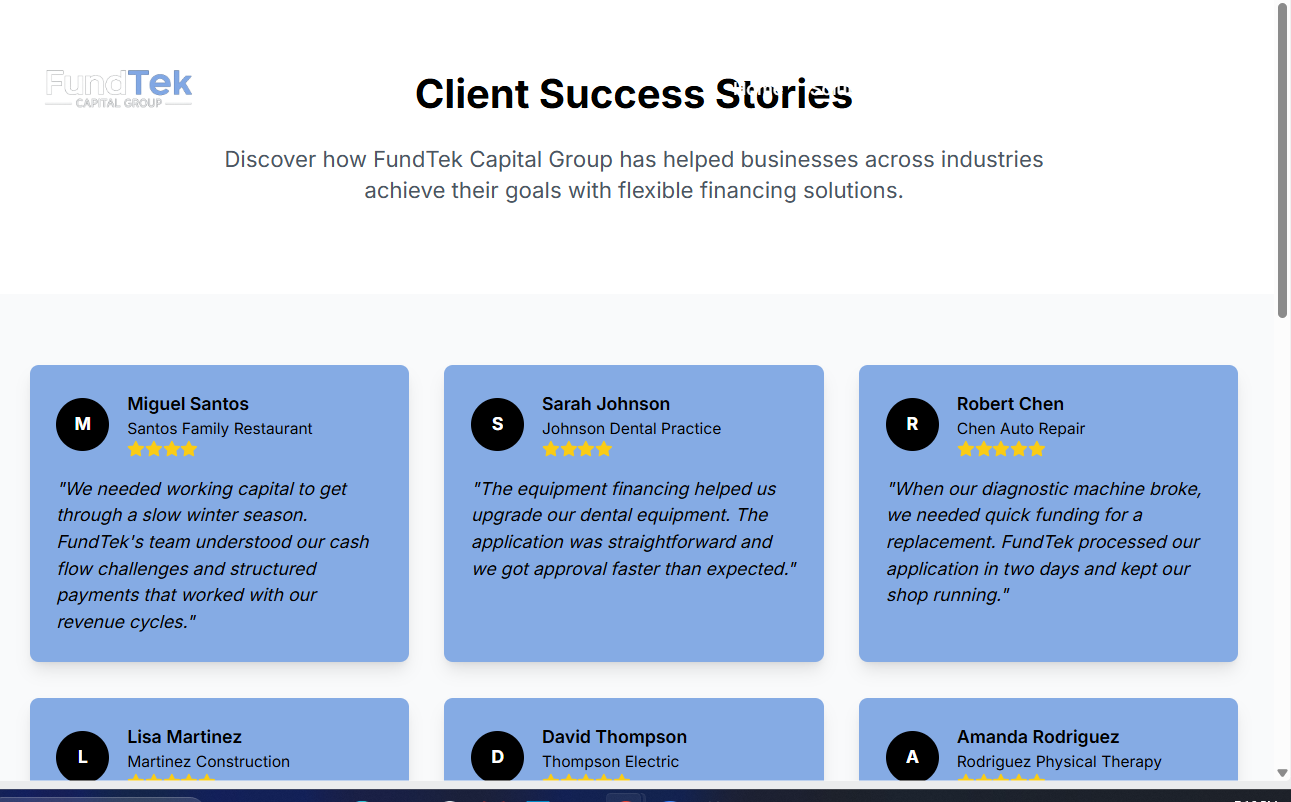 FundTek
CAPITAL GROUP
Client Success Stories
Discover how FundTek Capital Group has helped businesses across industries
achieve their goals with flexible financing solutions.
M
Miguel Santos
Santos Family Restaurant
"We needed working capital to get
through a slow winter season.
FundTek's team understood our cash
flow challenges and structured
payments that worked with our
revenue cycles."
S
Sarah Johnson
Johnson Dental Practice
"The equipment financing helped us
upgrade our dental equipment. The
application was straightforward and
we got approval faster than expected."
R
Robert Chen
Chen Auto Repair
"When our diagnostic machine broke,
we needed quick funding for a
replacement. FundTek processed our
application in two days and kept our
shop running."
L
Lisa Martinez
Martinez Construction
D
David Thompson
Thompson Electric
A
Amanda Rodriguez
Rodriguez Physical Therapy